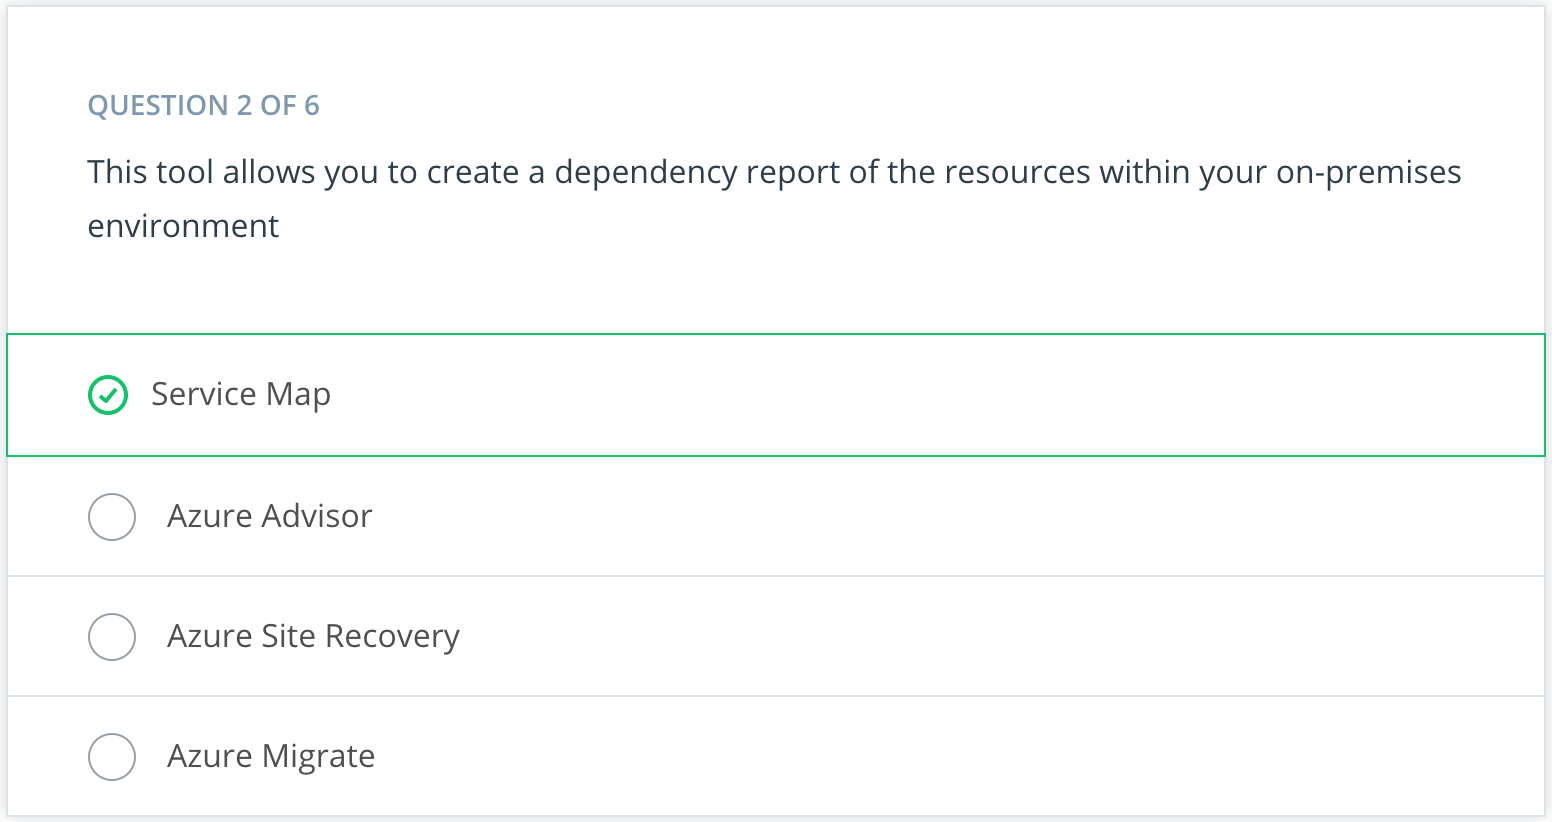 QUESTION 2 OF 6
This tool allows you to create a dependency report of the resources within your on-premises
environment
Service Map
Azure Advisor
Azure Site Recovery
Azure Migrate